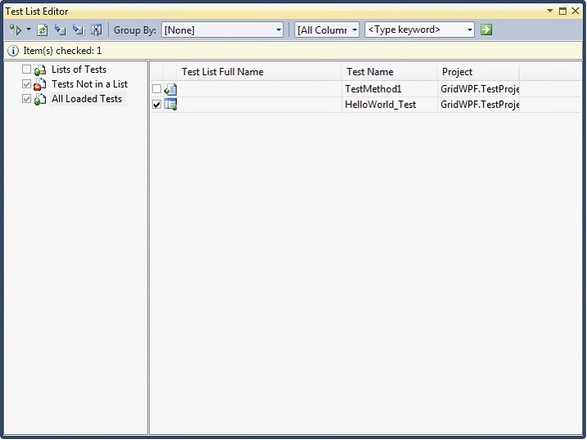 Test List Editor
Group By: [None] [All Colum <Type keyword>
Item(s) checked: 1
Lists of Tests
Tests Not in a List
All Loaded Tests
Test List Full Name Test Name Project
TestMethod1 GridWPF.TestProje
HelloWorld_Test GridWPF.TestProje